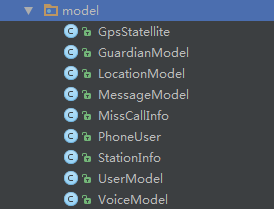 model
GpsStatellite
GuardianModel
LocationModel
MessageModel
MissCallInfo
PhoneUser
StationInfo
UserModel
VoiceModel